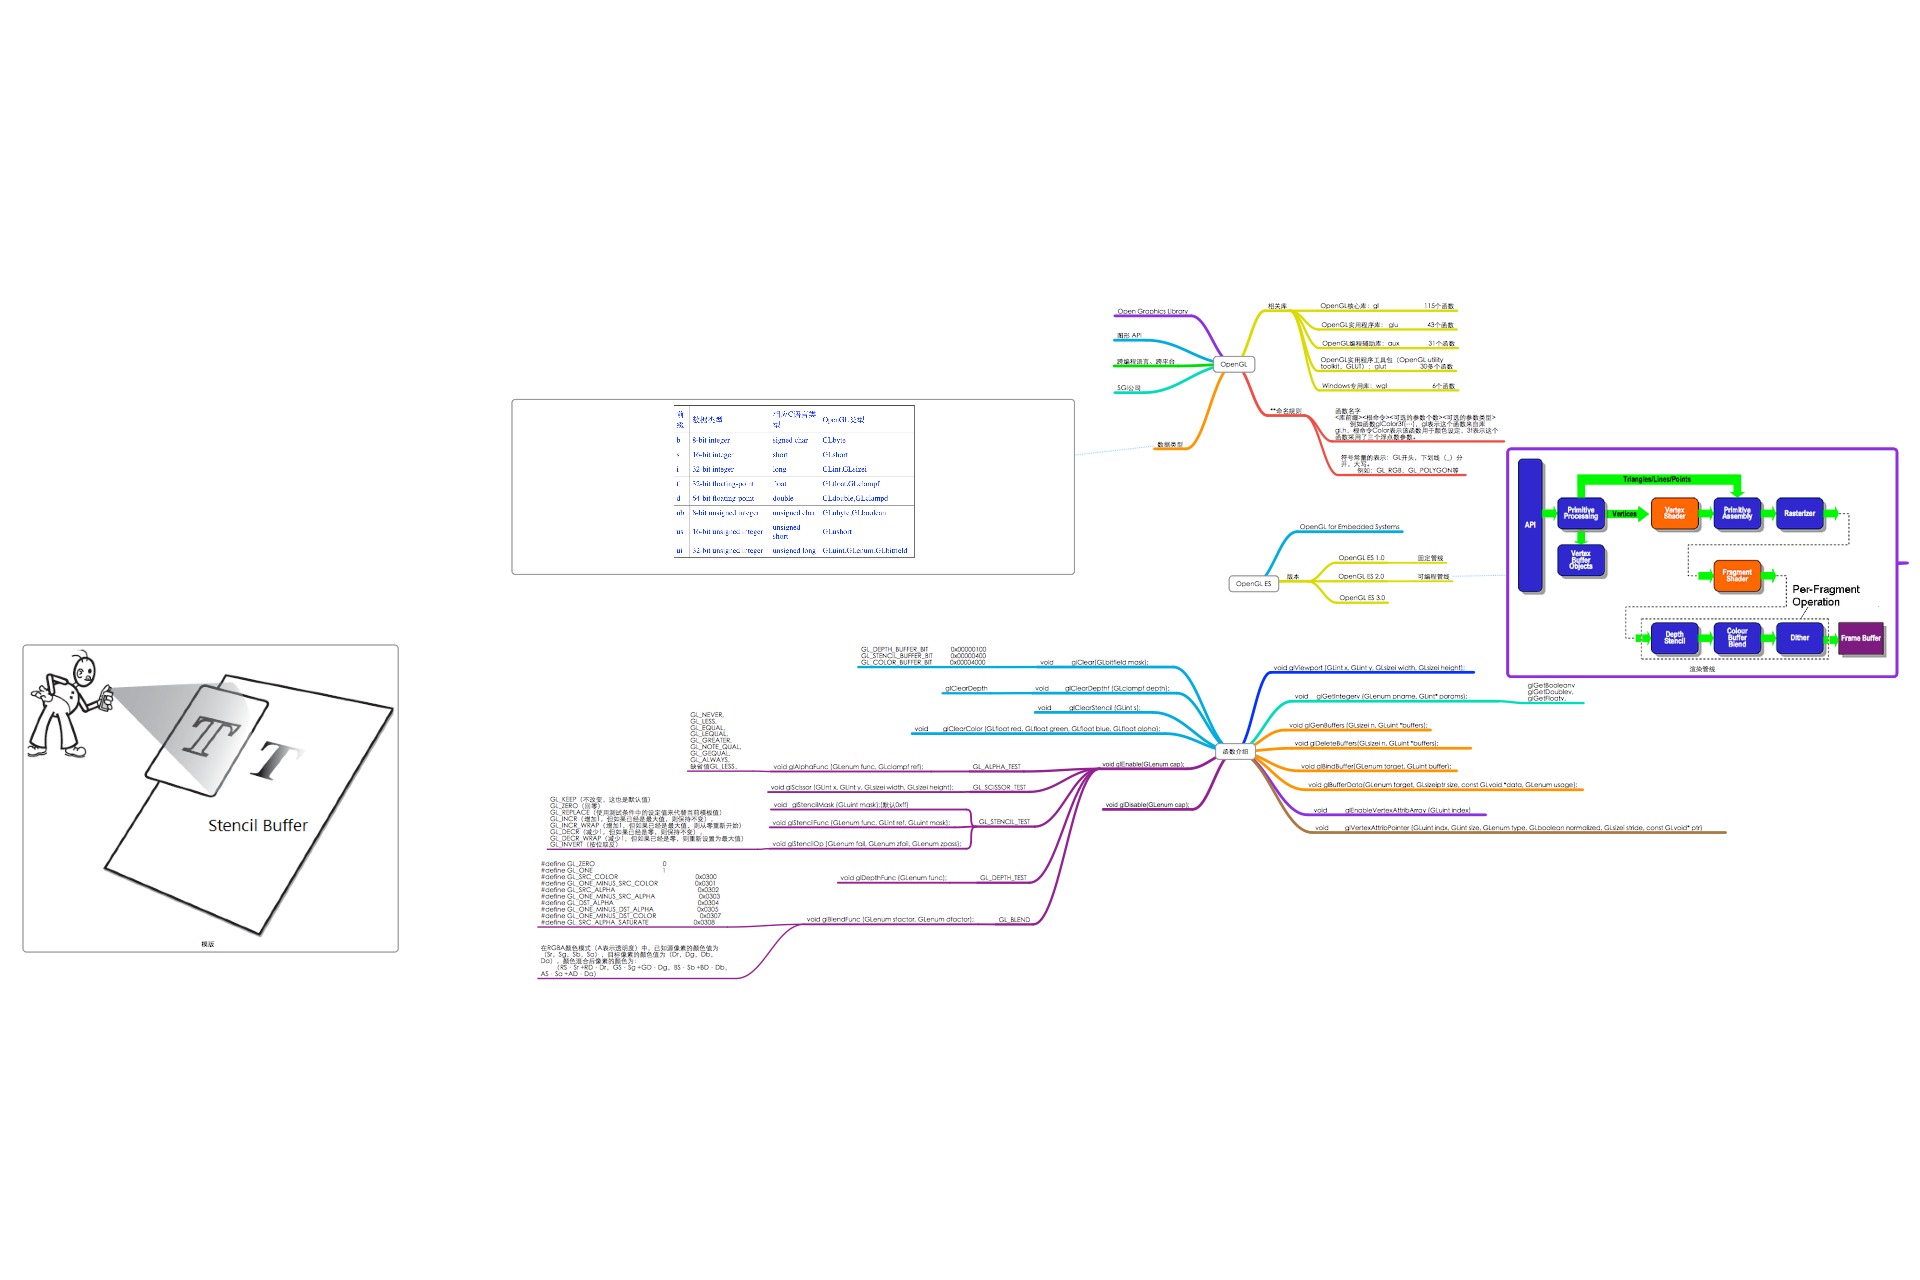 Open Graphics Library
图形 API
跨编程语言、跨平台
SGI公司
OpenGL
相关库
OpenGL核心库：gl 115个函数
OpenGL实用程序库：glu 43个函数
OpenGL编程辅助库：aux 31个函数
OpenGL实用程序工具包（OpenGL utility
toolkit，GLUT）：glut 30多个函数
Windows专用库：wgl 6个函数
**命名规则
函数名字
<库前缀><根命令><可选的参数个数><可选的参数类型>
例如函数glColor3f(···)，gl表示这个函数来自库
gl.h，根命令Color表示该函数用于颜色设定，3f表示这个
函数采用了三个浮点数参数。
符号常量的表示：GL开头，下划线（_）分
开，大写。
例如：GL_RGB，GL_POLYGON等
数据类型
前
缀 数据类型 相应C语言类
型 OpenGL类型
b 8-bit integer signed char GLbyte
s 16-bit integer short GLshort
i 32-bit integer long GLint,GLsizei
f 32-bit floating-point float GLfloat,GLclampf
d 64-bit floating-point double GLdouble,GLclampd
ub 8-bit unsigned integer unsigned char GLubyte,GLboolean
us 16-bit unsigned integer unsigned
short GLushort
ui 32-bit unsigned integer unsigned long GLuint,GLenum,GLbitfield
OpenGL ES
OpenGL for Embedded Systems
版本
OpenGL ES 1.0 固定管线
OpenGL ES 2.0 可编程管线
OpenGL ES 3.0
API
Triangles/Lines/Points
Primitive
Processing
Vertices
Vertex
Shader
Primitive
Assembly
Rasterizer
Vertex
Buffer
Objects
Fragment
Shader
Per-Fragment
Operation
Depth
Stencil
Colour
Buffer
Blend
Dither
Frame Buffer
渲染管线
Stencil Buffer
模版
函数介绍
GL_DEPTH_BUFFER_BIT 0x00000100
GL_STENCIL_BUFFER_BIT 0x00000400
GL_COLOR_BUFFER_BIT 0x00004000
void glClear(GLbitfield mask);
glClearDepth
void glClearDepthf (GLclampf depth);
void glClearStencil (GLint s);
void glClearColor (GLfloat red, GLfloat green, GLfloat blue, GLfloat alpha);
void glEnable(GLenum cap);
void glDisable(GLenum cap);
GL_NEVER,
GL_LESS,
GL_EQUAL,
GL_LEQUAL,
GL_GREATER,
GL_NOTE_QUAL,
GL_GEQUAL,
GL_ALWAYS,
缺省值GL_LESS，
void glAlphaFunc (GLenum func, GLclampf ref);
GL_ALPHA_TEST
void glScissor (GLint x, GLint y, GLsizei width, GLsizei height);
GL_SCISSOR_TEST
void glStencilMask (GLuint mask);(默认0xff)
void glStencilFunc (GLenum func, GLint ref, GLuint mask);
GL_STENCIL_TEST
GL_KEEP（不改变，这也是默认值）
GL_ZERO（回零）
GL_REPLACE（使用测试条件中的设定值来代替当前模板值）
GL_INCR（增加1，但如果已经是最大值，则保持不变），
GL_INCR_WRAP（增加1，但如果已经是最大值，则从零重新开始）
GL_DECR（减少1，但如果已经是零，则保持不变），
GL_DECR_WRAP（减少1，但如果已经是零，则重新设置为最大值）
GL_INVERT（按位取反）
void glStencilOp (GLenum fail, GLenum zfail, GLenum zpass);
void glDepthFunc (GLenum func);
GL_DEPTH_TEST
#define GL_ZERO 0
#define GL_ONE 1
#define GL_SRC_COLOR 0x0300
#define GL_ONE_MINUS_SRC_COLOR 0x0301
#define GL_SRC_ALPHA 0x0302
#define GL_ONE_MINUS_SRC_ALPHA 0x0303
#define GL_DST_ALPHA 0x0304
#define GL_ONE_MINUS_DST_ALPHA 0x0305
#define GL_ONE_MINUS_DST_COLOR 0x0307
#define GL_SRC_ALPHA_SATURATE 0x0308
void glBlendFunc (GLenum sfactor, GLenum dfactor);
GL_BLEND
在RGBA颜色模式（A表示透明度）中，已知源像素的颜色值为
（Sr，Sg，Sb，Sa），目标像素的颜色值为（Dr，Dg，Db，
Da），颜色混合后像素的颜色为：
（RS · Sr +RD · Dr，GS · Sg +GD · Dg，BS · Sb +BD · Db，
AS · Sa +AD · Da）
void glViewport (GLint x, GLint y, GLsizei width, GLsizei height);
void glGetIntegerv (GLenum pname, GLint* params);
glGetBooleanv
glGetDoublev,
glGetFloatv,
void glGenBuffers (GLsizei n, GLuint *buffers);
void glDeleteBuffers(GLsizei n, GLuint *buffers);
void glBindBuffer(GLenum target, GLuint buffer);
void glBufferData(GLenum target, GLsizeiptr size, const GLvoid *data, GLenum usage);
void glEnableVertexAttribArray (GLuint index)
void glVertexAttribPointer (GLuint indx, GLint size, GLenum type, GLboolean normalized, GLsizei stride, const GLvoid* ptr)